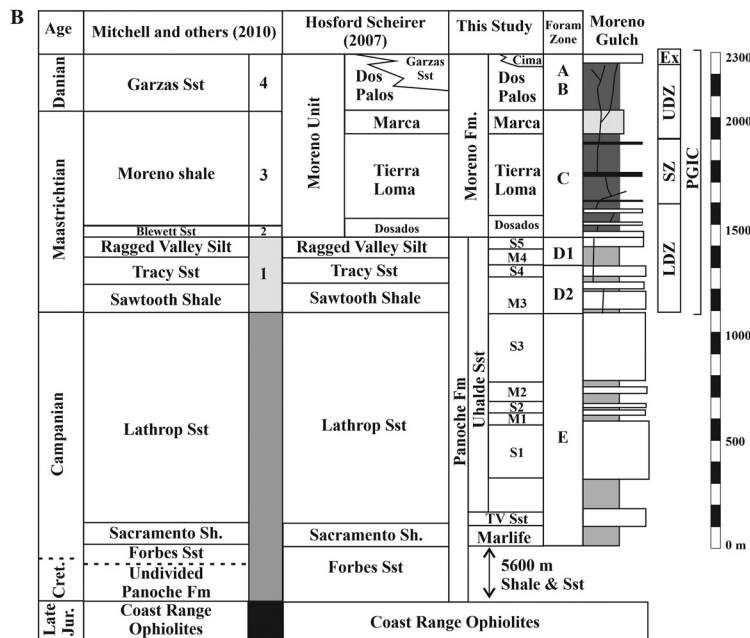 B
Age
Mitchell and others (2010)
Hosford Scheirer
(2007)
This Study
Foram
Zone
Moreno
Gulch
Danian
Garzas Sst
4
Moreno Unit
Dos
Palos
Garzas
Sst
Moreno Fm.
Cima
Dos
Palos
A
B
Ex
UDZ
PGIC
2300
2000
Maastrichtian
Moreno shale
3
Marca
Tierra
Loma
Dosados
Marca
Tierra
Loma
Dosados
C
SZ
LDZ
1500
Blewett Sst
2
Ragged Valley Silt
Tracy Sst
Sawtooth Shale
1
Ragged Valley Silt
Tracy Sst
Sawtooth Shale
Panoche Fm
Uhalde Sst
S5
M4
S4
M3
D1
D2
Campanian
Lathrop Sst
Lathrop Sst
S3
M2
S2
M1
S1
E
1000
500
0 m
TV Sst
Marlife
Sacramento Sh.
Forbes Sst
Sacramento Sh.
Forbes Sst
Cret.
Undivided
Panoche Fm
5600 m
Shale & Sst
Late
Jur.
Coast Range
Ophiolites
Coast Range Ophiolites